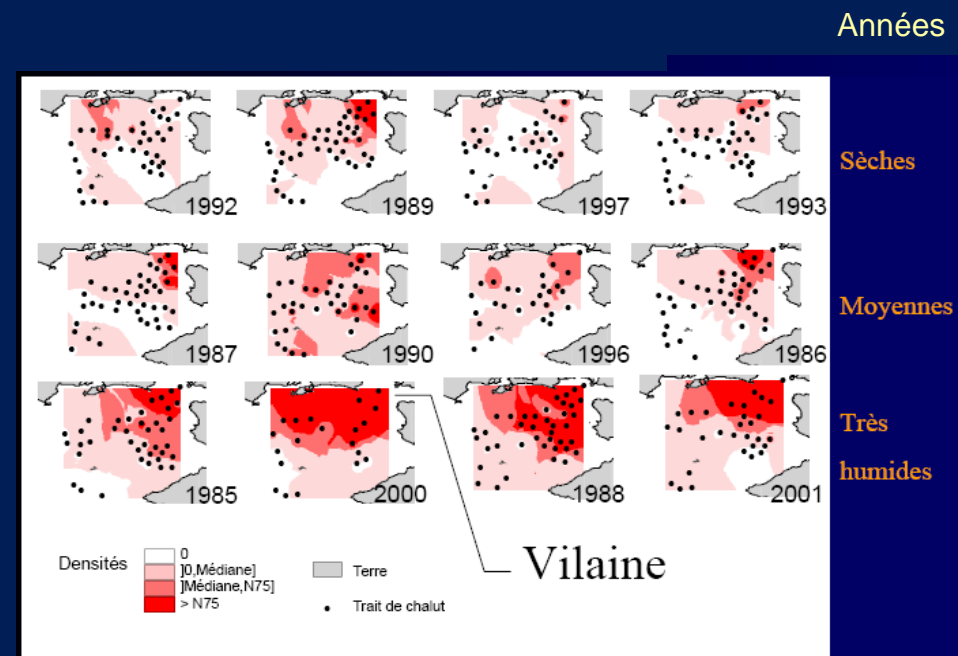 Années
1992
1989
1997
1993
Sèches
1987
1990
1996
1986
Moyennes
1985
2000
1988
2001
Très
humides
Densités
0
]0,Médiane]
]Médiane,N75]
> N75
Terre
Trait de chalut
Vilaine